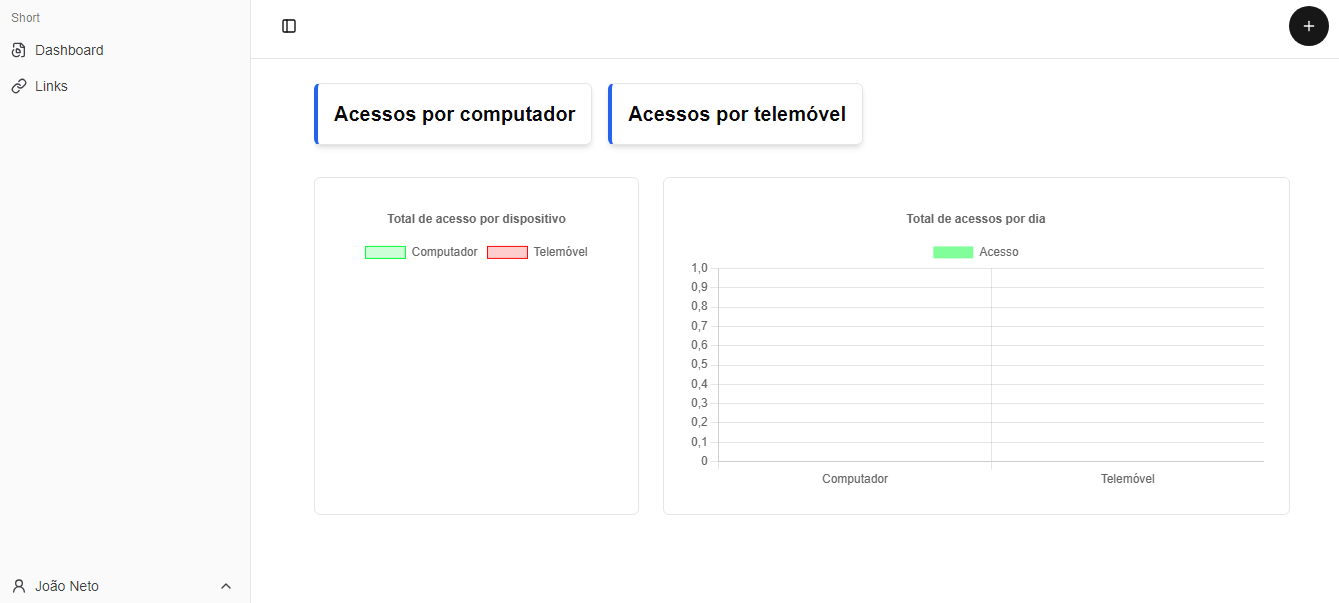 Short
Dashboard
Links
Acessos por computador
Acessos por telemóvel
Total de acesso por dispositivo
Computador Telemóvel
Total de acessos por dia
Acesso
1,0
0,9
0,8
0,7
0,6
0,5
0,4
0,3
0,2
0,1
0
Computador Telemóvel
João Neto